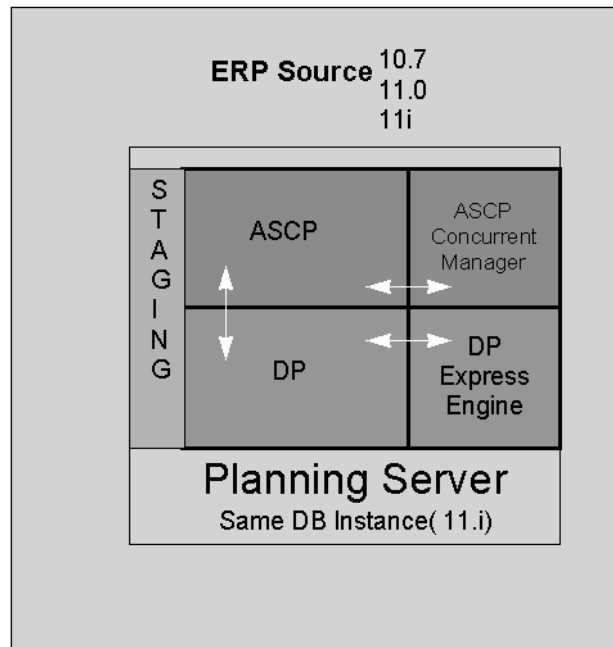 ERP Source 10.7
11.0
11i
STAGING
ASCP
ASCP
Concurrent
Manager
DP
DP
Express
Engine
Planning Server
Same DB Instance( 11.i)